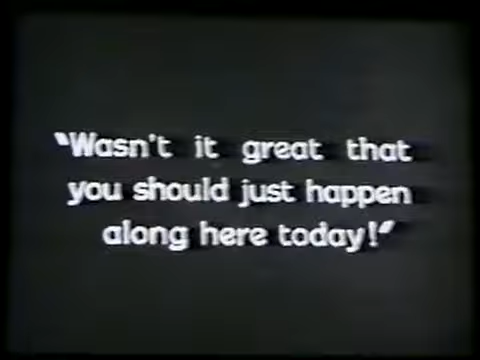 "Wasn't it great that
you should just happen
along here today!"